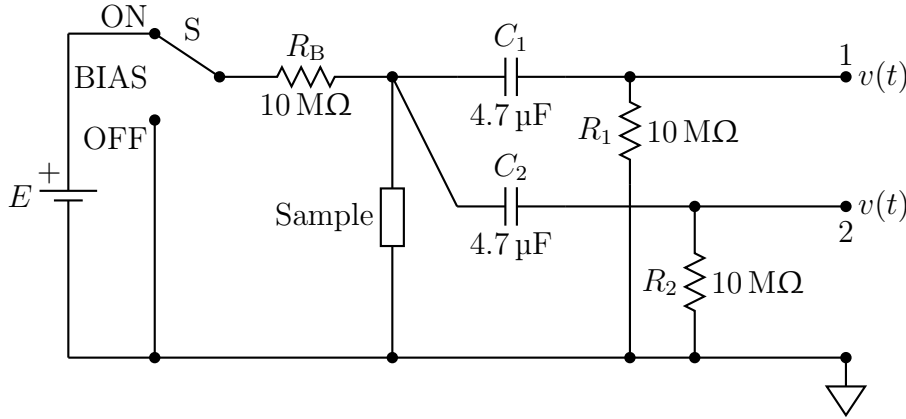 ON
S
BIAS
R_B
10 MΩ
OFF
+
E
Sample
C_1
4.7 µF
R_1
10 MΩ
1
v(t)
C_2
4.7 µF
v(t)
2
R_2
10 MΩ